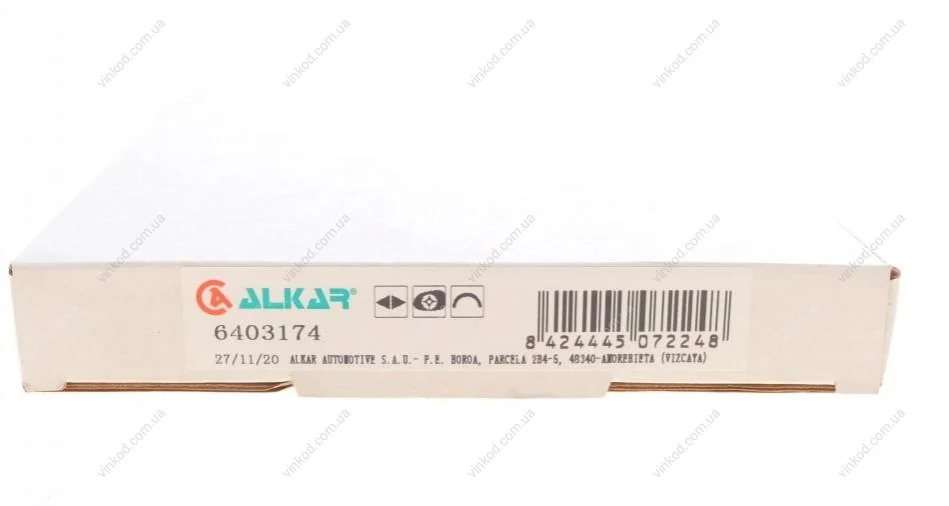 ALKAR®
6403174
8 424445 072248
27/11/20 ALKAR AUTOMOTIVE S.A.U.- P.E. BOROA, PARCELA 2B4-5, 48340-AMOREBIETA (VIZCAYA)
vinkod.com.ua